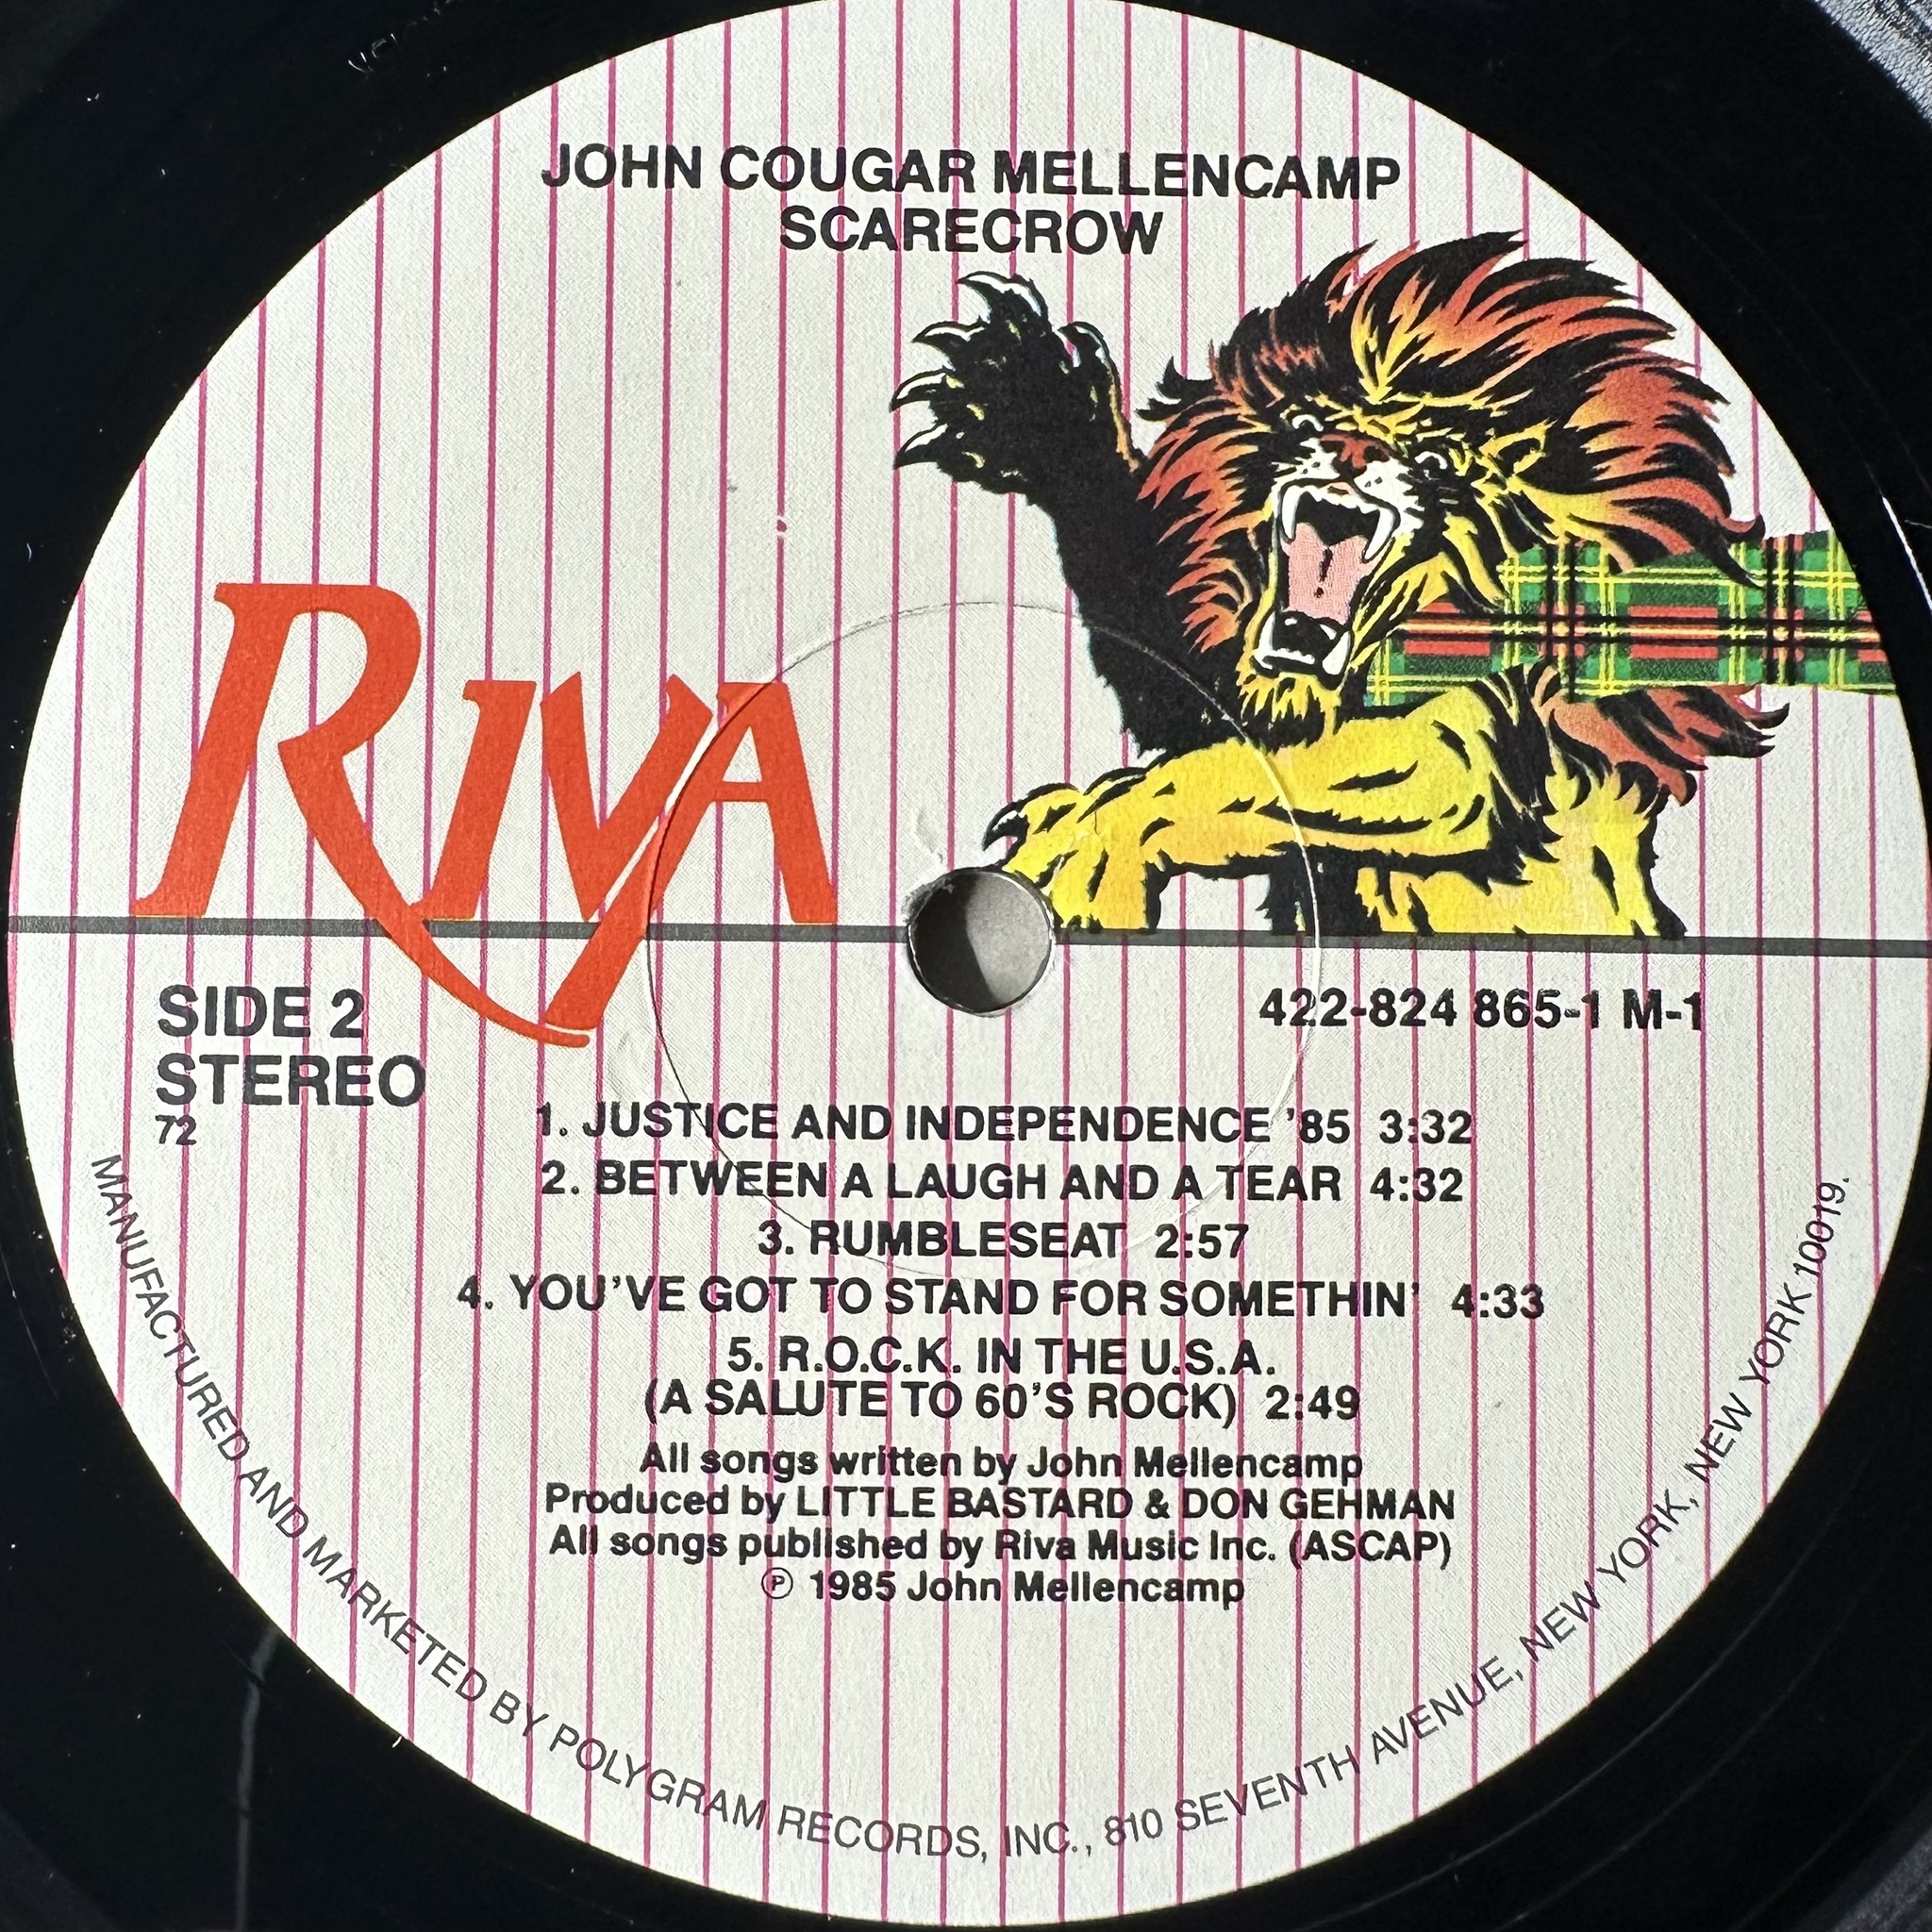 JOHN COUGAR MELLENCAMP
SCARECROW
RIVA
SIDE 2
STEREO
72
422-824 865-1 M-1
1. JUSTICE AND INDEPENDENCE '85 3:32
2. BETWEEN A LAUGH AND A TEAR 4:32
3. RUMBLESEAT 2:57
4. YOU'VE GOT TO STAND FOR SOMETHIN' 4:33
5. R.O.C.K. IN THE U.S.A.
(A SALUTE TO 60'S ROCK) 2:49
All songs written by John Mellencamp
Produced by LITTLE BASTARD & DON GEHMAN
All songs published by Riva Music Inc. (ASCAP)
℗ 1985 John Mellencamp
MANUFACTURED AND MARKETED BY POLYGRAM RECORDS, INC., 810 SEVENTH AVENUE, NEW YORK, NEW YORK 10019.